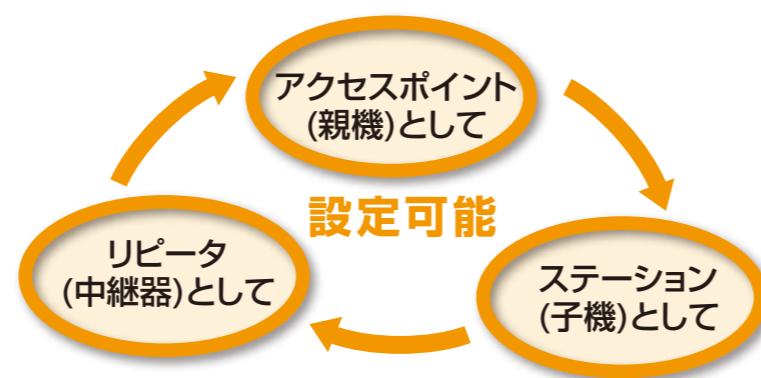 アクセスポイント
(親機)として
設定可能
リピータ
(中継器)として
ステーション
(子機)として